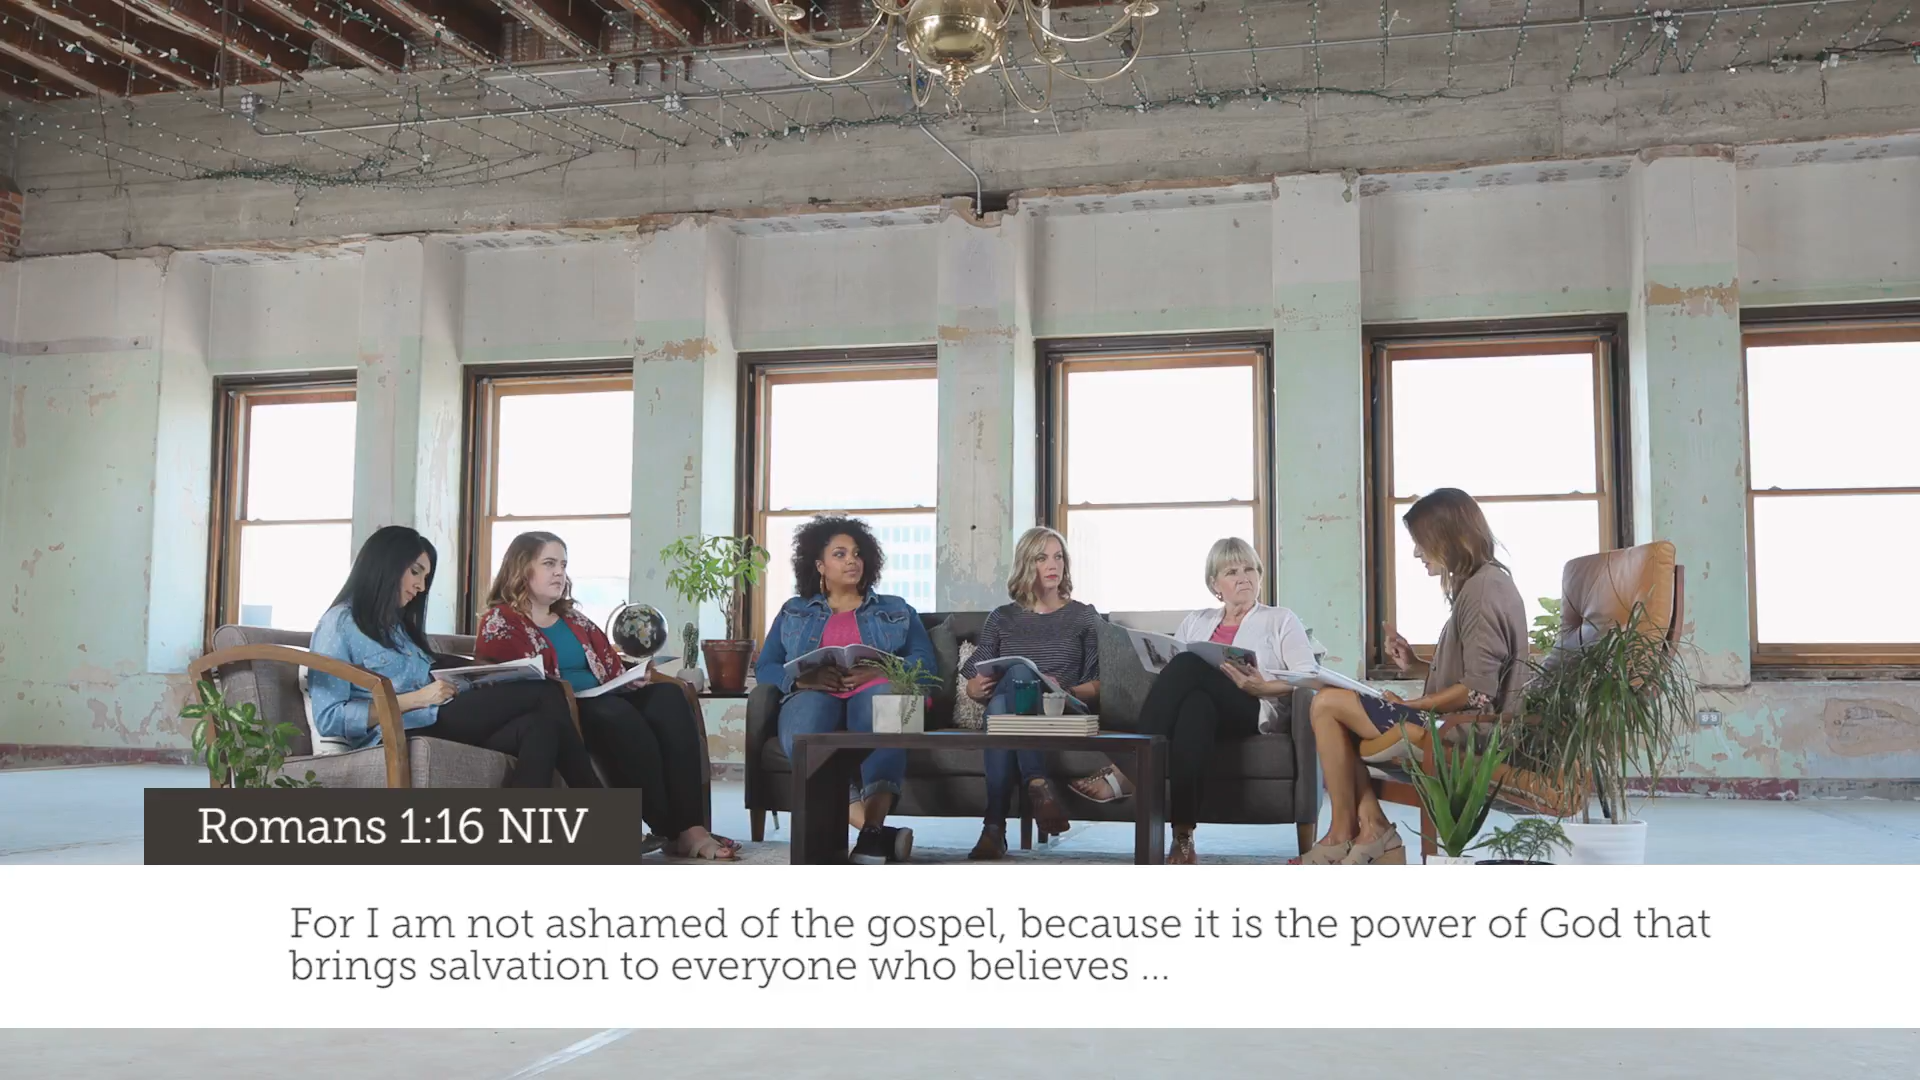 Romans 1:16 NIV
For I am not ashamed of the gospel, because it is the power of God that
brings salvation to everyone who believes ...